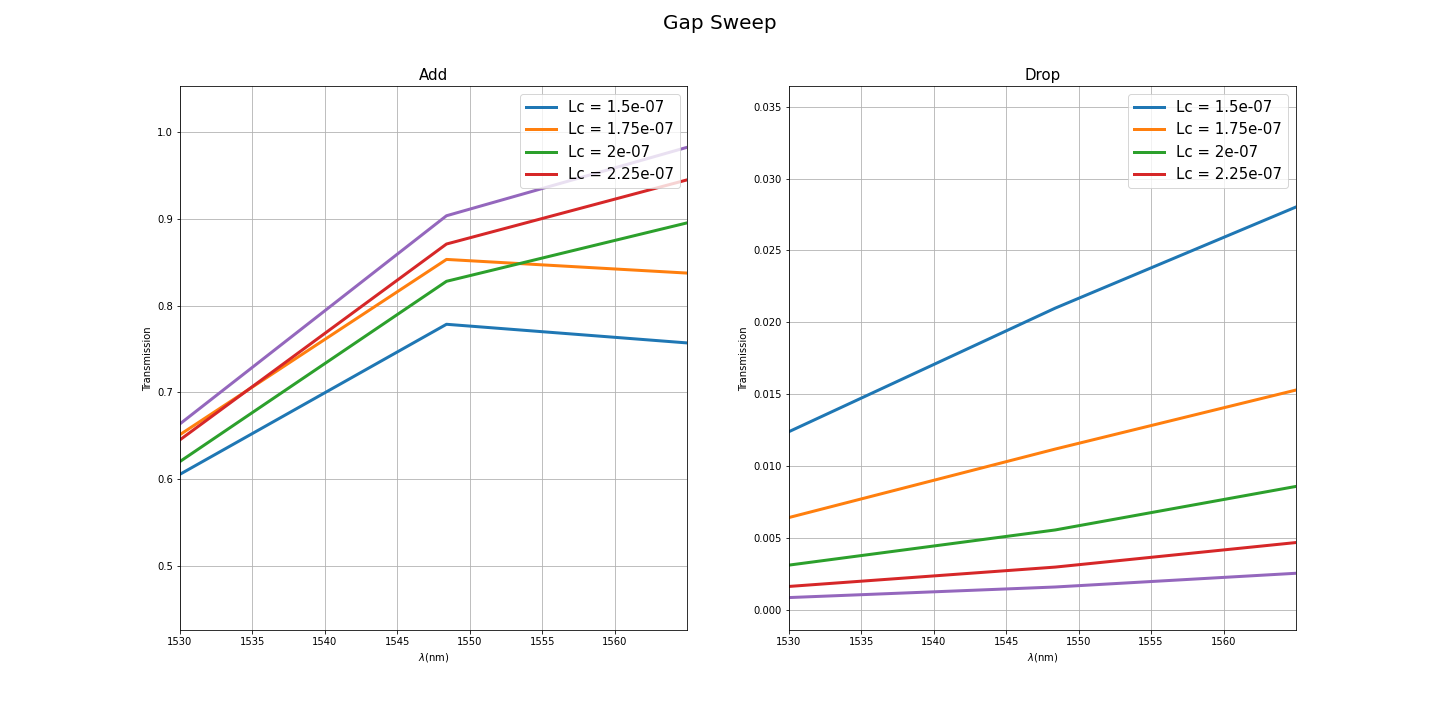 Gap Sweep
Add
Lc = 1.5e-07
Lc = 1.75e-07
Lc = 2e-07
Lc = 2.25e-07
1.0
0.9
0.8
0.7
0.6
0.5
Transmission
1530 1535 1540 1545 1550 1555 1560
λ(nm)
Drop
Lc = 1.5e-07
Lc = 1.75e-07
Lc = 2e-07
Lc = 2.25e-07
0.035
0.030
0.025
0.020
0.015
0.010
0.005
0.000
Transmission
1530 1535 1540 1545 1550 1555 1560
λ(nm)